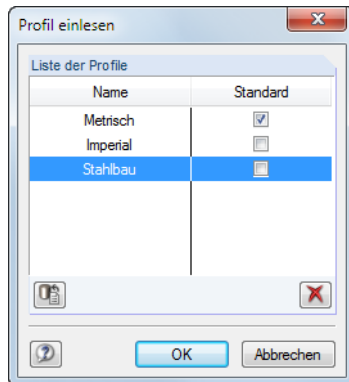 Profil einlesen
Liste der Profile
Name Standard
Metrisch
Imperial
Stahlbau
OK Abbrechen